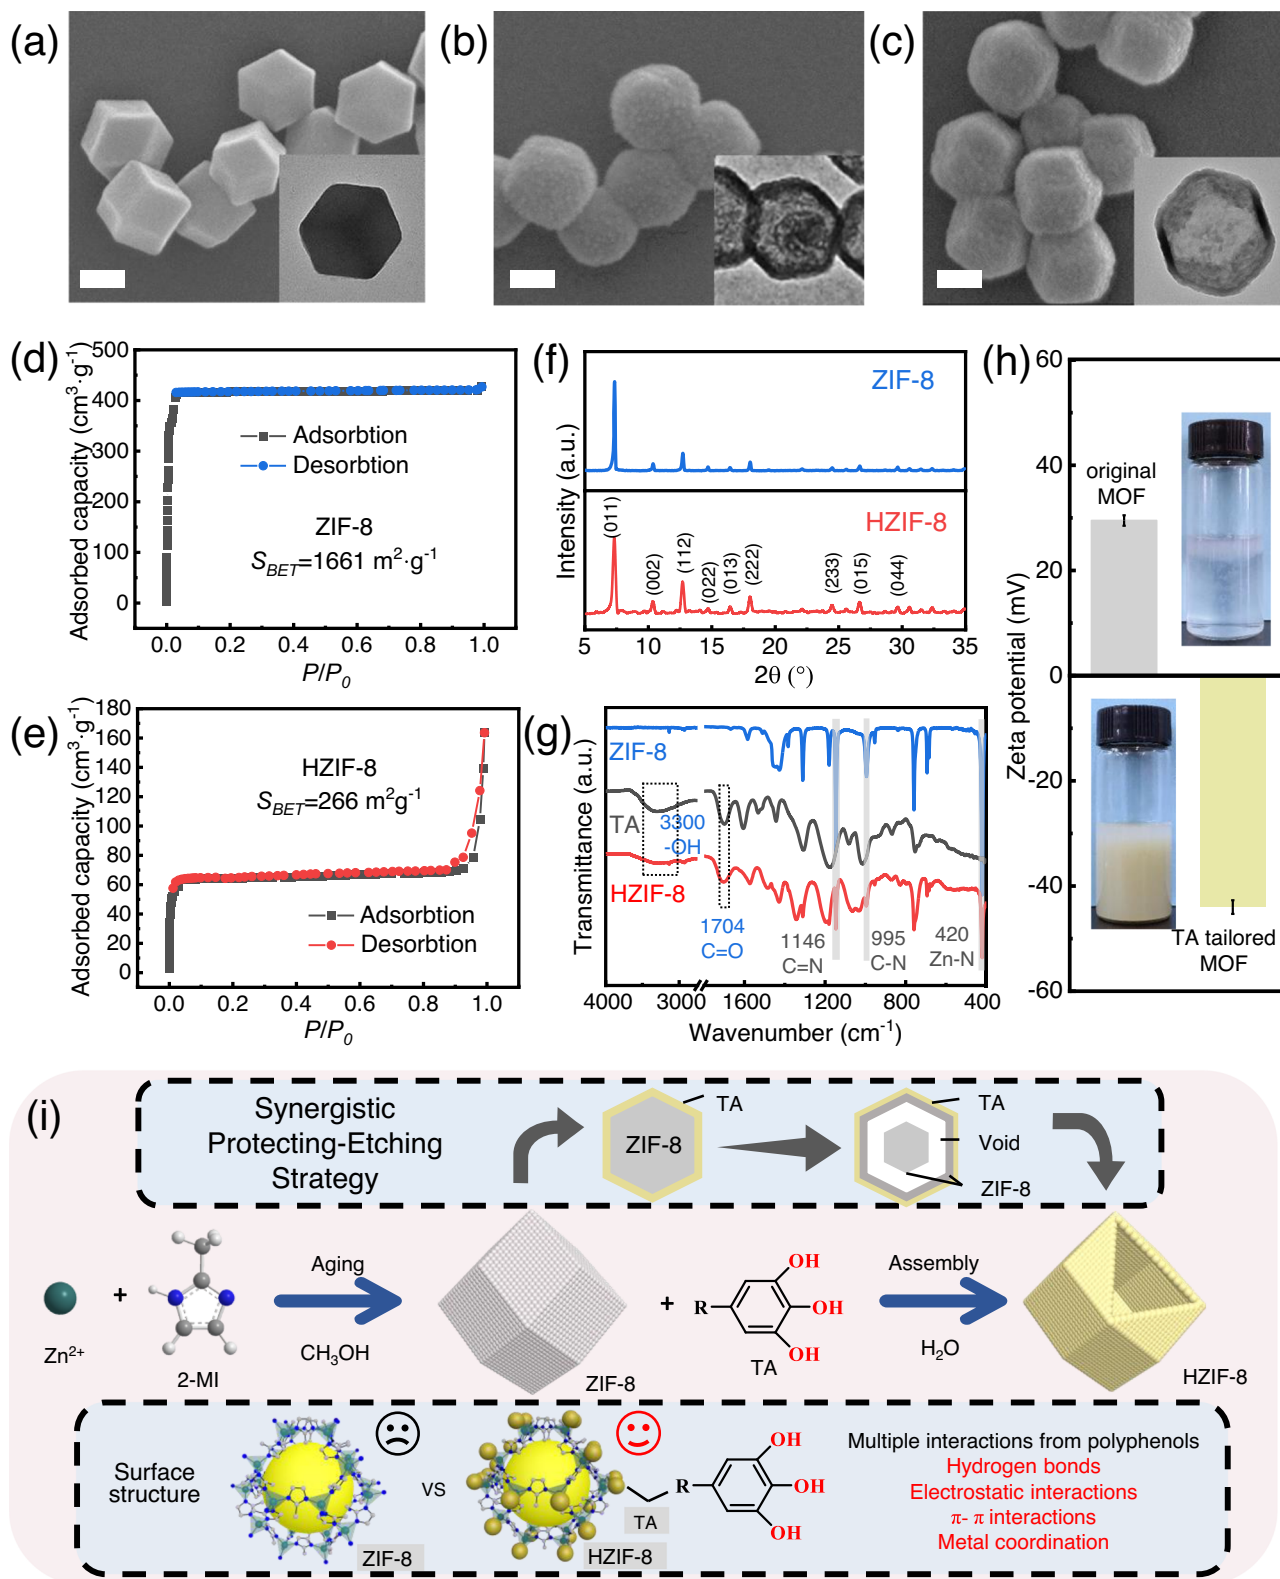 (a)
(b)
(c)
(d)
Adsorbed capacity (cm³·g⁻¹)
500
400
300
200
100
0
Adsorbtion
Desorbtion
ZIF-8
S_BET=1661 m²·g⁻¹
0.0 0.2 0.4 0.6 0.8 1.0
P/P₀
(e)
Adsorbed capacity (cm³·g⁻¹)
180
160
140
120
100
80
60
40
20
0
HZIF-8
S_BET=266 m²g⁻¹
Adsorbtion
Desorbtion
0.0 0.2 0.4 0.6 0.8 1.0
P/P₀
(f)
Intensity (a.u.)
ZIF-8
HZIF-8
(011)
(002)
(112)
(022)
(013)
(222)
(233)
(015)
(044)
5 10 15 20 25 30 35
2θ (°)
(g)
Transmittance (a.u.)
ZIF-8
TA
3300
-OH
HZIF-8
1704
C=O
1146
C=N
995
C-N
420
Zn-N
4000 3000 1600 1200 800 400
Wavenumber (cm⁻¹)
(h)
Zeta potential (mV)
60
40
20
0
0
-20
-40
-60
original
MOF
TA tailored
MOF
(i)
Synergistic
Protecting-Etching
Strategy
TA
ZIF-8
TA
Void
ZIF-8
Zn²⁺
+
2-MI
Aging
CH₃OH
ZIF-8
+
R
OH
OH
OH
TA
Assembly
H₂O
HZIF-8
Surface
structure
ZIF-8
VS
HZIF-8
TA
R
OH
OH
OH
Multiple interactions from polyphenols
Hydrogen bonds
Electrostatic interactions
π- π interactions
Metal coordination